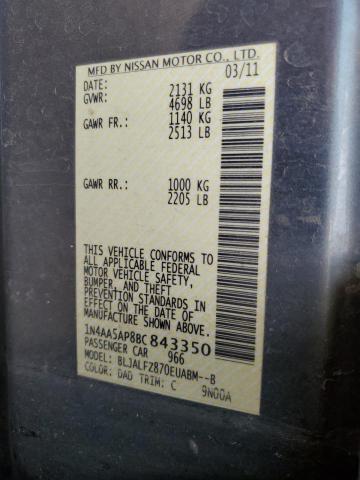 MFD BY NISSAN MOTOR CO., LTD.
03/11
DATE:
GVWR: 2131 KG
4698 LB
GAWR FR.: 1140 KG
2513 LB
GAWR RR.: 1000 KG
2205 LB
THIS VEHICLE CONFORMS TO
ALL APPLICABLE FEDERAL
MOTOR VEHICLE SAFETY,
BUMPER, AND THEFT
PREVENTION STANDARDS IN
EFFECT ON THE DATE OF
MANUFACTURE SHOWN ABOVE.
1N4AA5AP8BC 843350
PASSENGER CAR 966
MODEL: BLJALFZ870EUABM--B
COLOR: DAD TRIM: C 9N00A